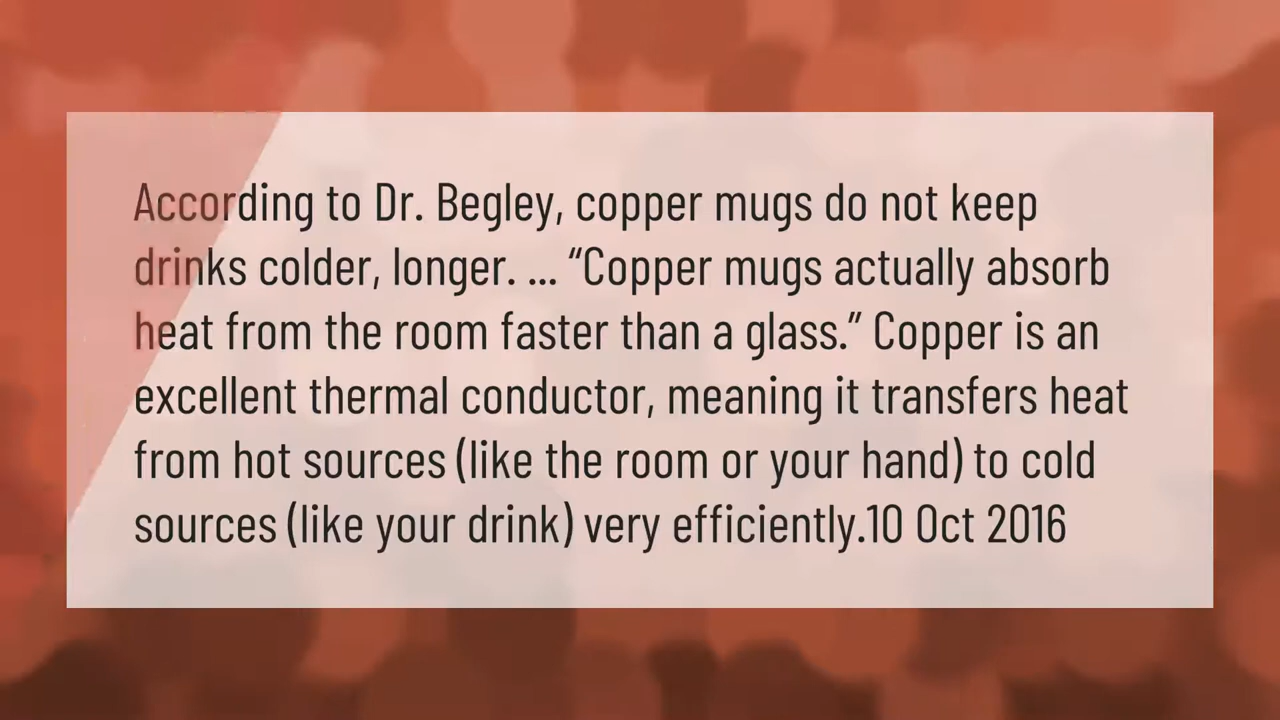 According to Dr. Begley, copper mugs do not keep
drinks colder, longer. ... “Copper mugs actually absorb
heat from the room faster than a glass.” Copper is an
excellent thermal conductor, meaning it transfers heat
from hot sources (like the room or your hand) to cold
sources (like your drink) very efficiently.10 Oct 2016